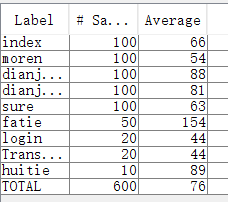 Label # Sa... Average
index 100 66
moren 100 54
dianj... 100 88
dianj... 100 81
sure 100 63
fatie 50 154
login 20 44
Trans... 20 44
huitie 10 89
TOTAL 600 76